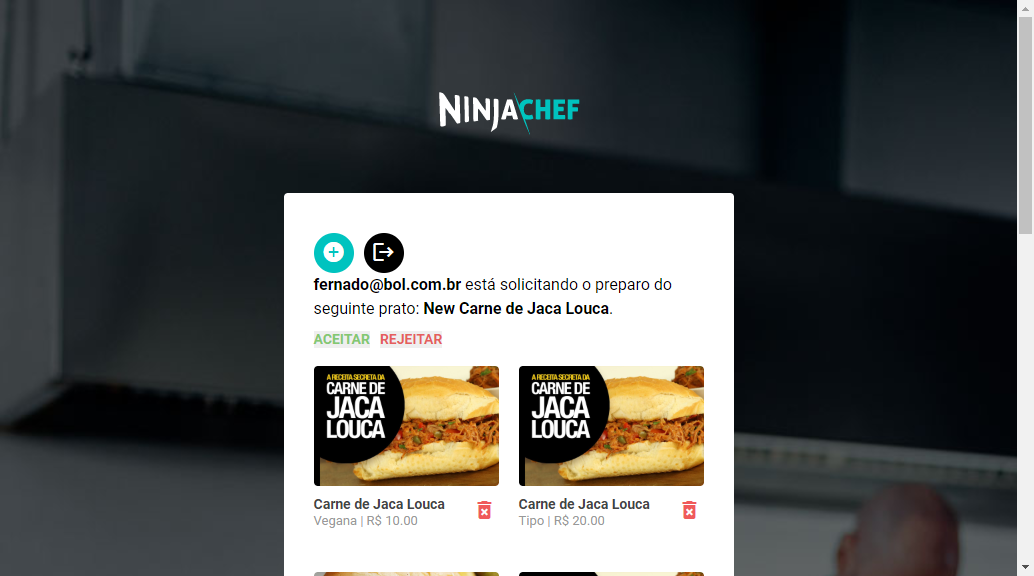 NINJACHEF
fernado@bol.com.br está solicitando o preparo do
seguinte prato: New Carne de Jaca Louca.
ACEITAR REJEITAR
A RECEITA SECRETA DA
CARNE DE
JACA
LOUCA
A RECEITA SECRETA DA
CARNE DE
JACA
LOUCA
Carne de Jaca Louca
Vegana | R$ 10.00
Carne de Jaca Louca
Tipo | R$ 20.00